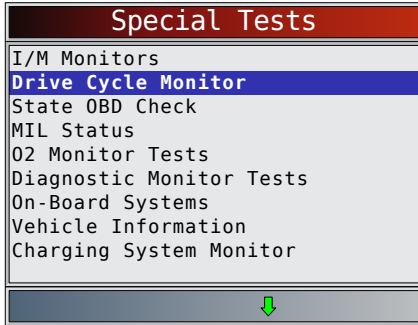 Special Tests
I/M Monitors
Drive Cycle Monitor
State OBD Check
MIL Status
O2 Monitor Tests
Diagnostic Monitor Tests
On-Board Systems
Vehicle Information
Charging System Monitor